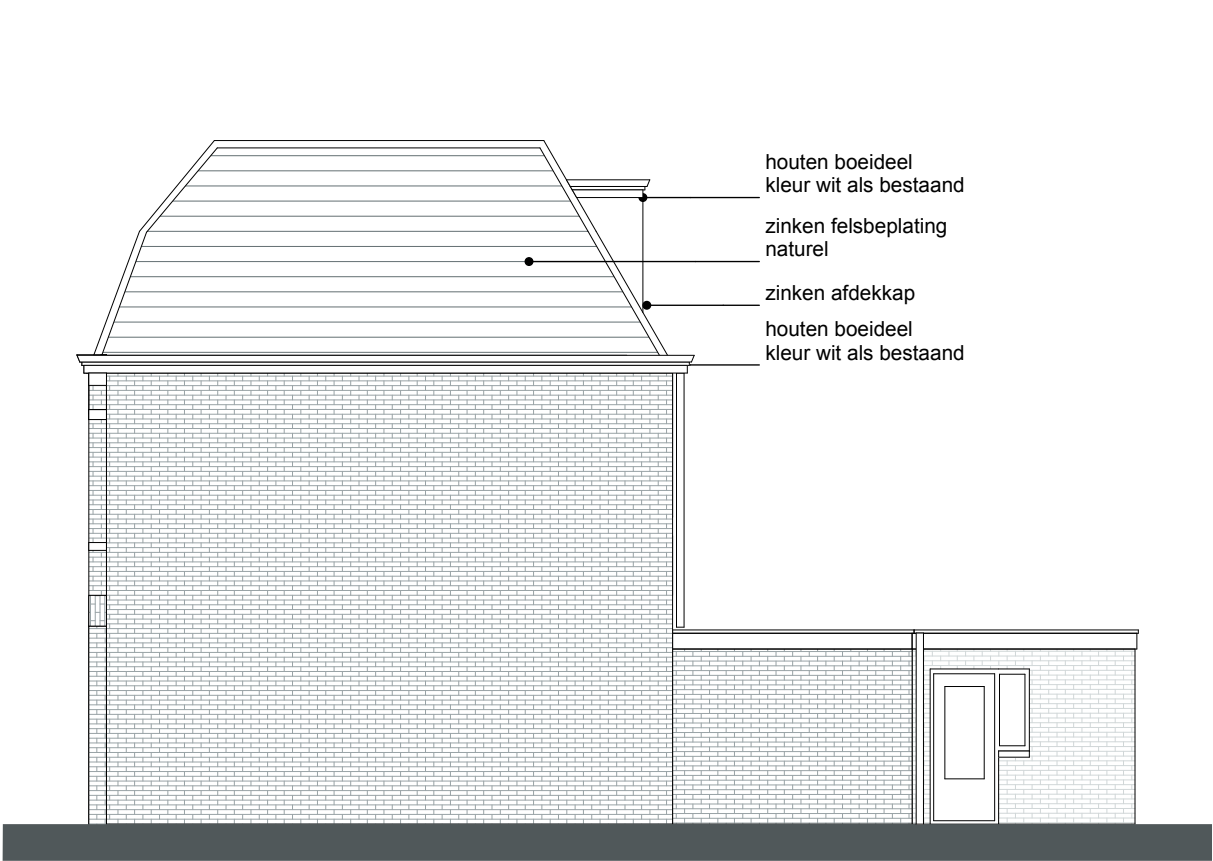 houten boeideel
kleur wit als bestaand
zinken felsbeplating
naturel
zinken afdekkap
houten boeideel
kleur wit als bestaand